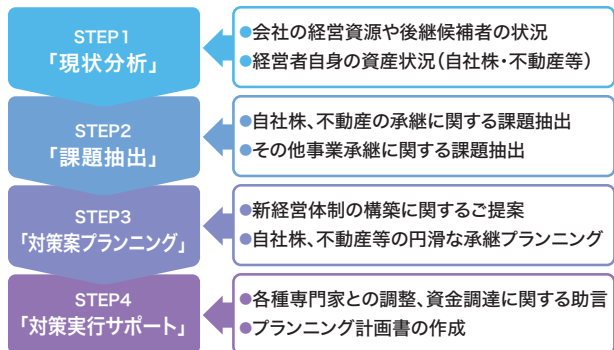 STEP1
「現状分析」
●会社の経営資源や後継候補者の状況
●経営者自身の資産状況(自社株・不動産等)
STEP2
「課題抽出」
●自社株、不動産の承継に関する課題抽出
●その他事業承継に関する課題抽出
STEP3
「対策案プランニング」
●新経営体制の構築に関するご提案
●自社株、不動産等の円滑な承継プランニング
STEP4
「対策実行サポート」
●各種専門家との調整、資金調達に関する助言
●プランニング計画書の作成